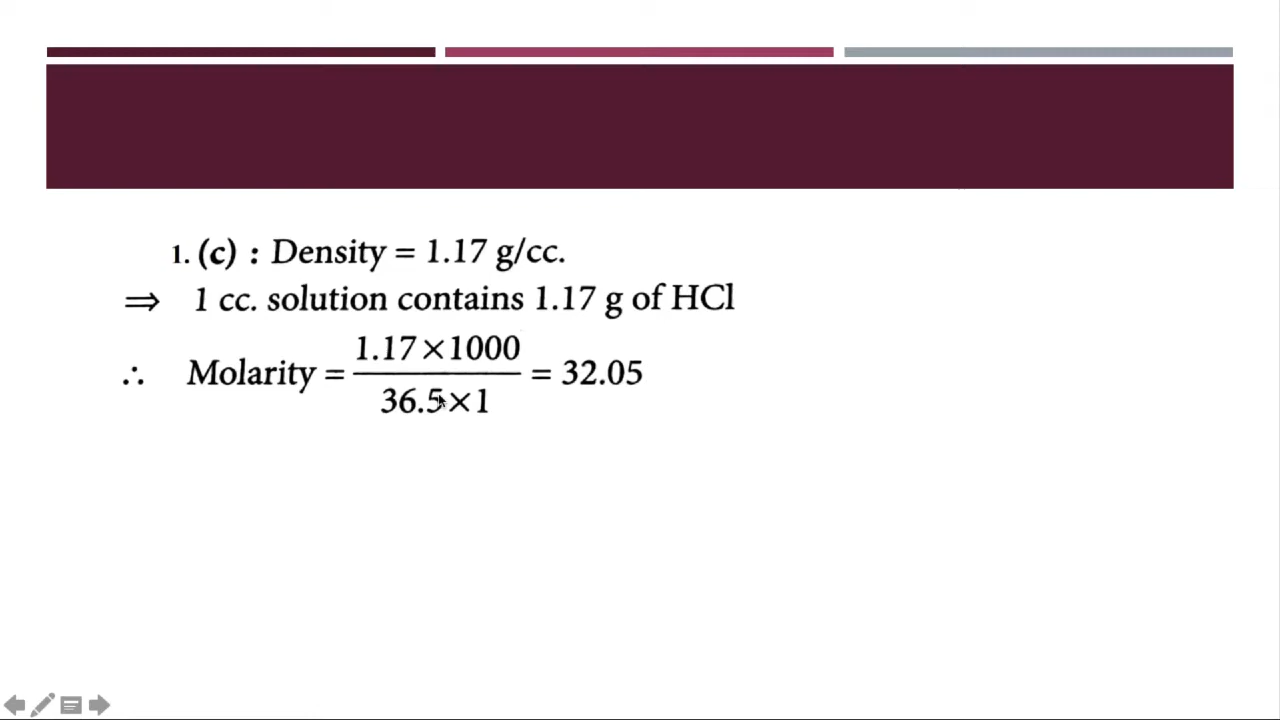 1. (c) : Density = 1.17 g/cc.
⇒ 1 cc. solution contains 1.17 g of HCl
∴ Molarity = 1.17×1000 / 36.5×1 = 32.05